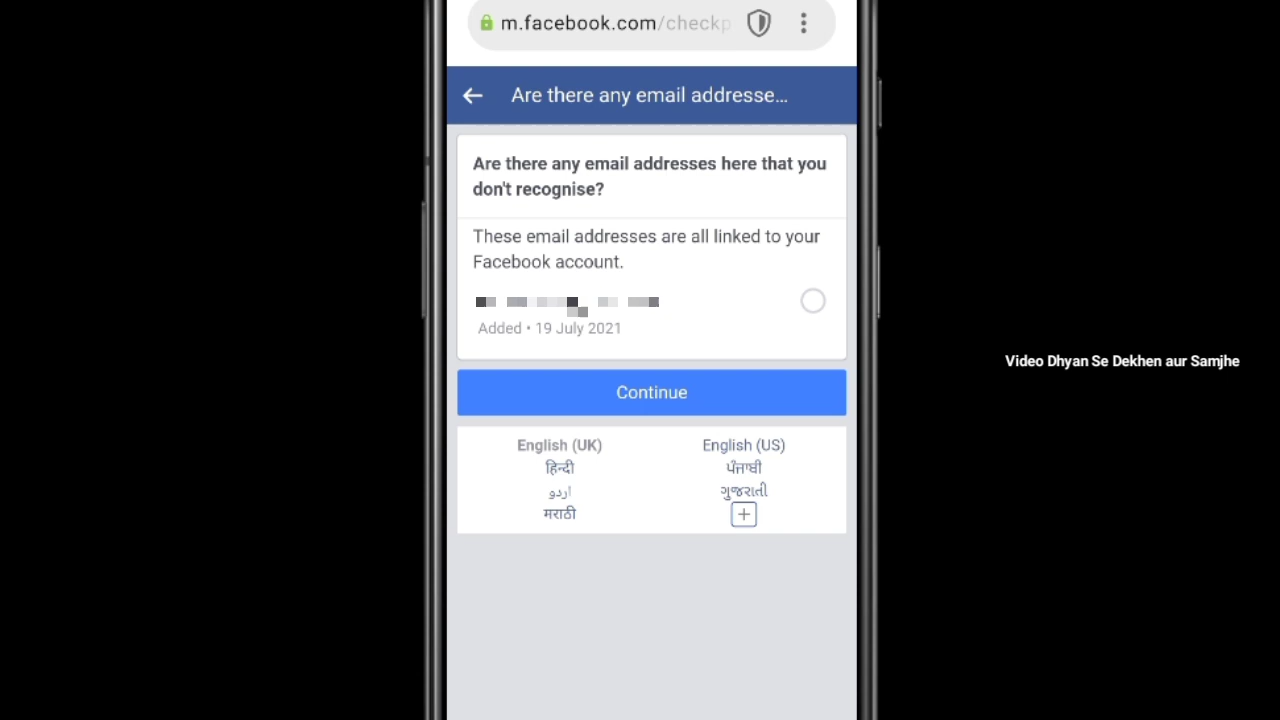 m.facebook.com/checkp
Are there any email addresse...
Are there any email addresses here that you
don't recognise?
These email addresses are all linked to your
Facebook account.
Added • 19 July 2021
Continue
English (UK)
English (US)
हिन्दी
ਪੰਜਾਬੀ
اردو
ગુજરાતી
मराठी
Video Dhyan Se Dekhen aur Samjhe